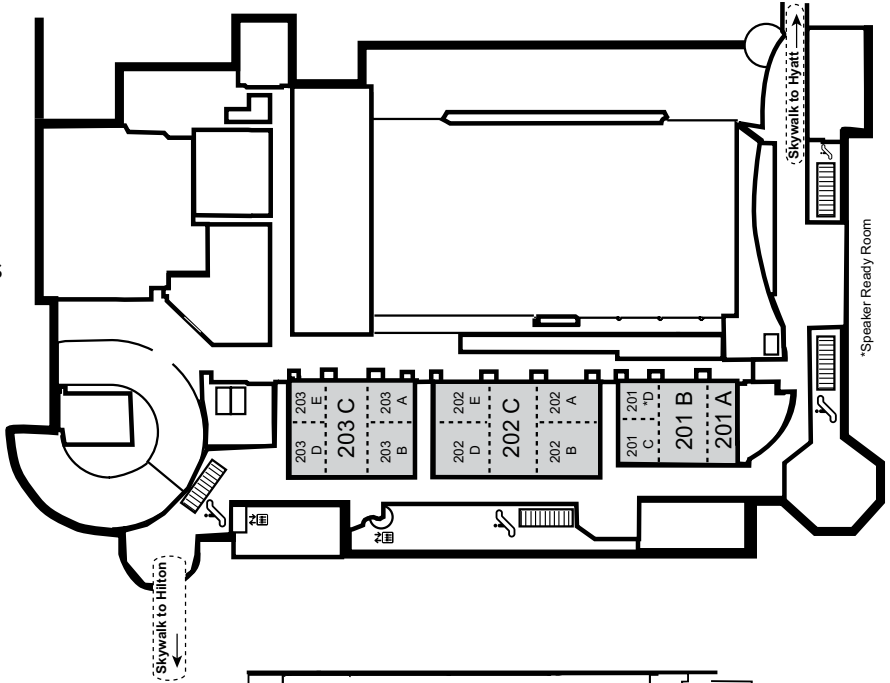 Skywalk to Hyatt
*Speaker Ready Room
203
D
203
E
203 C
203
B
203
A
202
D
202
E
202 C
202
B
202
A
201
C
201
*D
201 B
201 A
Skywalk to Hilton